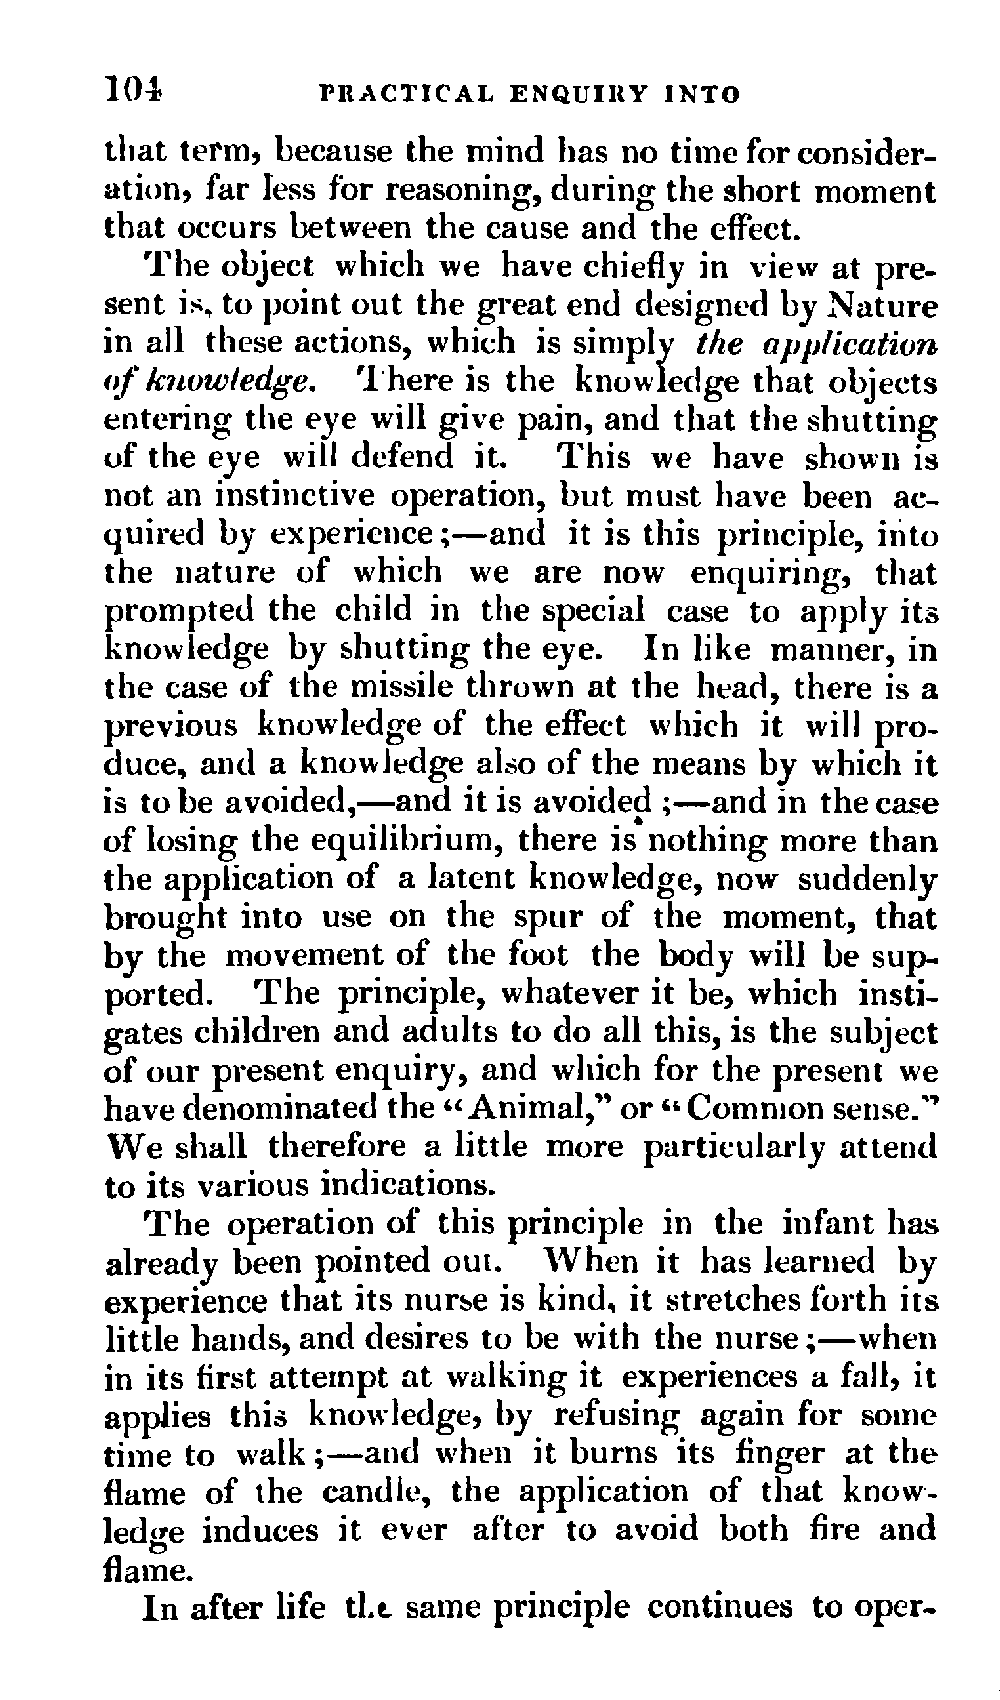 104 PRACTICAL ENQUIRY INTO
that term, because the mind has no time for consider-
ation, far less for reasoning, during the short moment
that occurs between the cause and the effect.
The object which we have chiefly in view at pre-
sent is, to point out the great end designed by Nature
in all these actions, which is simply the application
of knowledge. There is the knowledge that objects
entering the eye will give pain, and that the shutting
of the eye will defend it. This we have shown is
not an instinctive operation, but must have been ac-
quired by experience;—and it is this principle, into
the nature of which we are now enquiring, that
prompted the child in the special case to apply its
knowledge by shutting the eye. In like manner, in
the case of the missile thrown at the head, there is a
previous knowledge of the effect which it will pro-
duce, and a knowledge also of the means by which it
is to be avoided,—and it is avoided;—and in the case
of losing the equilibrium, there is nothing more than
the application of a latent knowledge, now suddenly
brought into use on the spur of the moment, that
by the movement of the foot the body will be sup-
ported. The principle, whatever it be, which insti-
gates children and adults to do all this, is the subject
of our present enquiry, and which for the present we
have denominated the “Animal,” or “Common sense.”
We shall therefore a little more particularly attend
to its various indications.
The operation of this principle in the infant has
already been pointed out. When it has learned by
experience that its nurse is kind, it stretches forth its
little hands, and desires to be with the nurse;—when
in its first attempt at walking it experiences a fall, it
applies this knowledge, by refusing again for some
time to walk;—and when it burns its finger at the
flame of the candle, the application of that know-
ledge induces it ever after to avoid both fire and
flame.
In after life the same principle continues to oper-